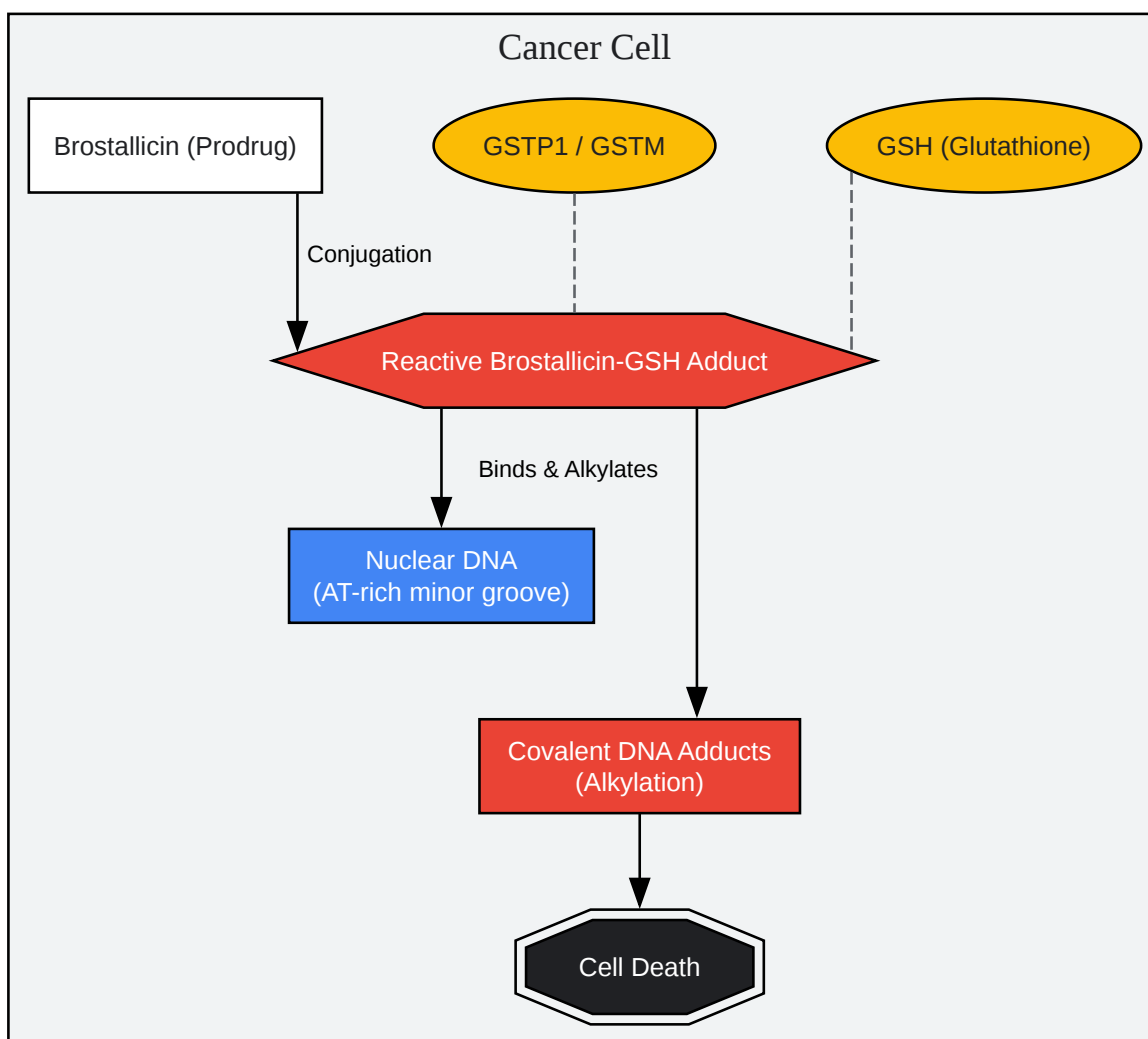 Cancer Cell
Brostallicin (Prodrug)
GSTP1 / GSTM
GSH (Glutathione)
Conjugation
Reactive Brostallicin-GSH Adduct
Binds & Alkylates
Nuclear DNA
(AT-rich minor groove)
Covalent DNA Adducts
(Alkylation)
Cell Death